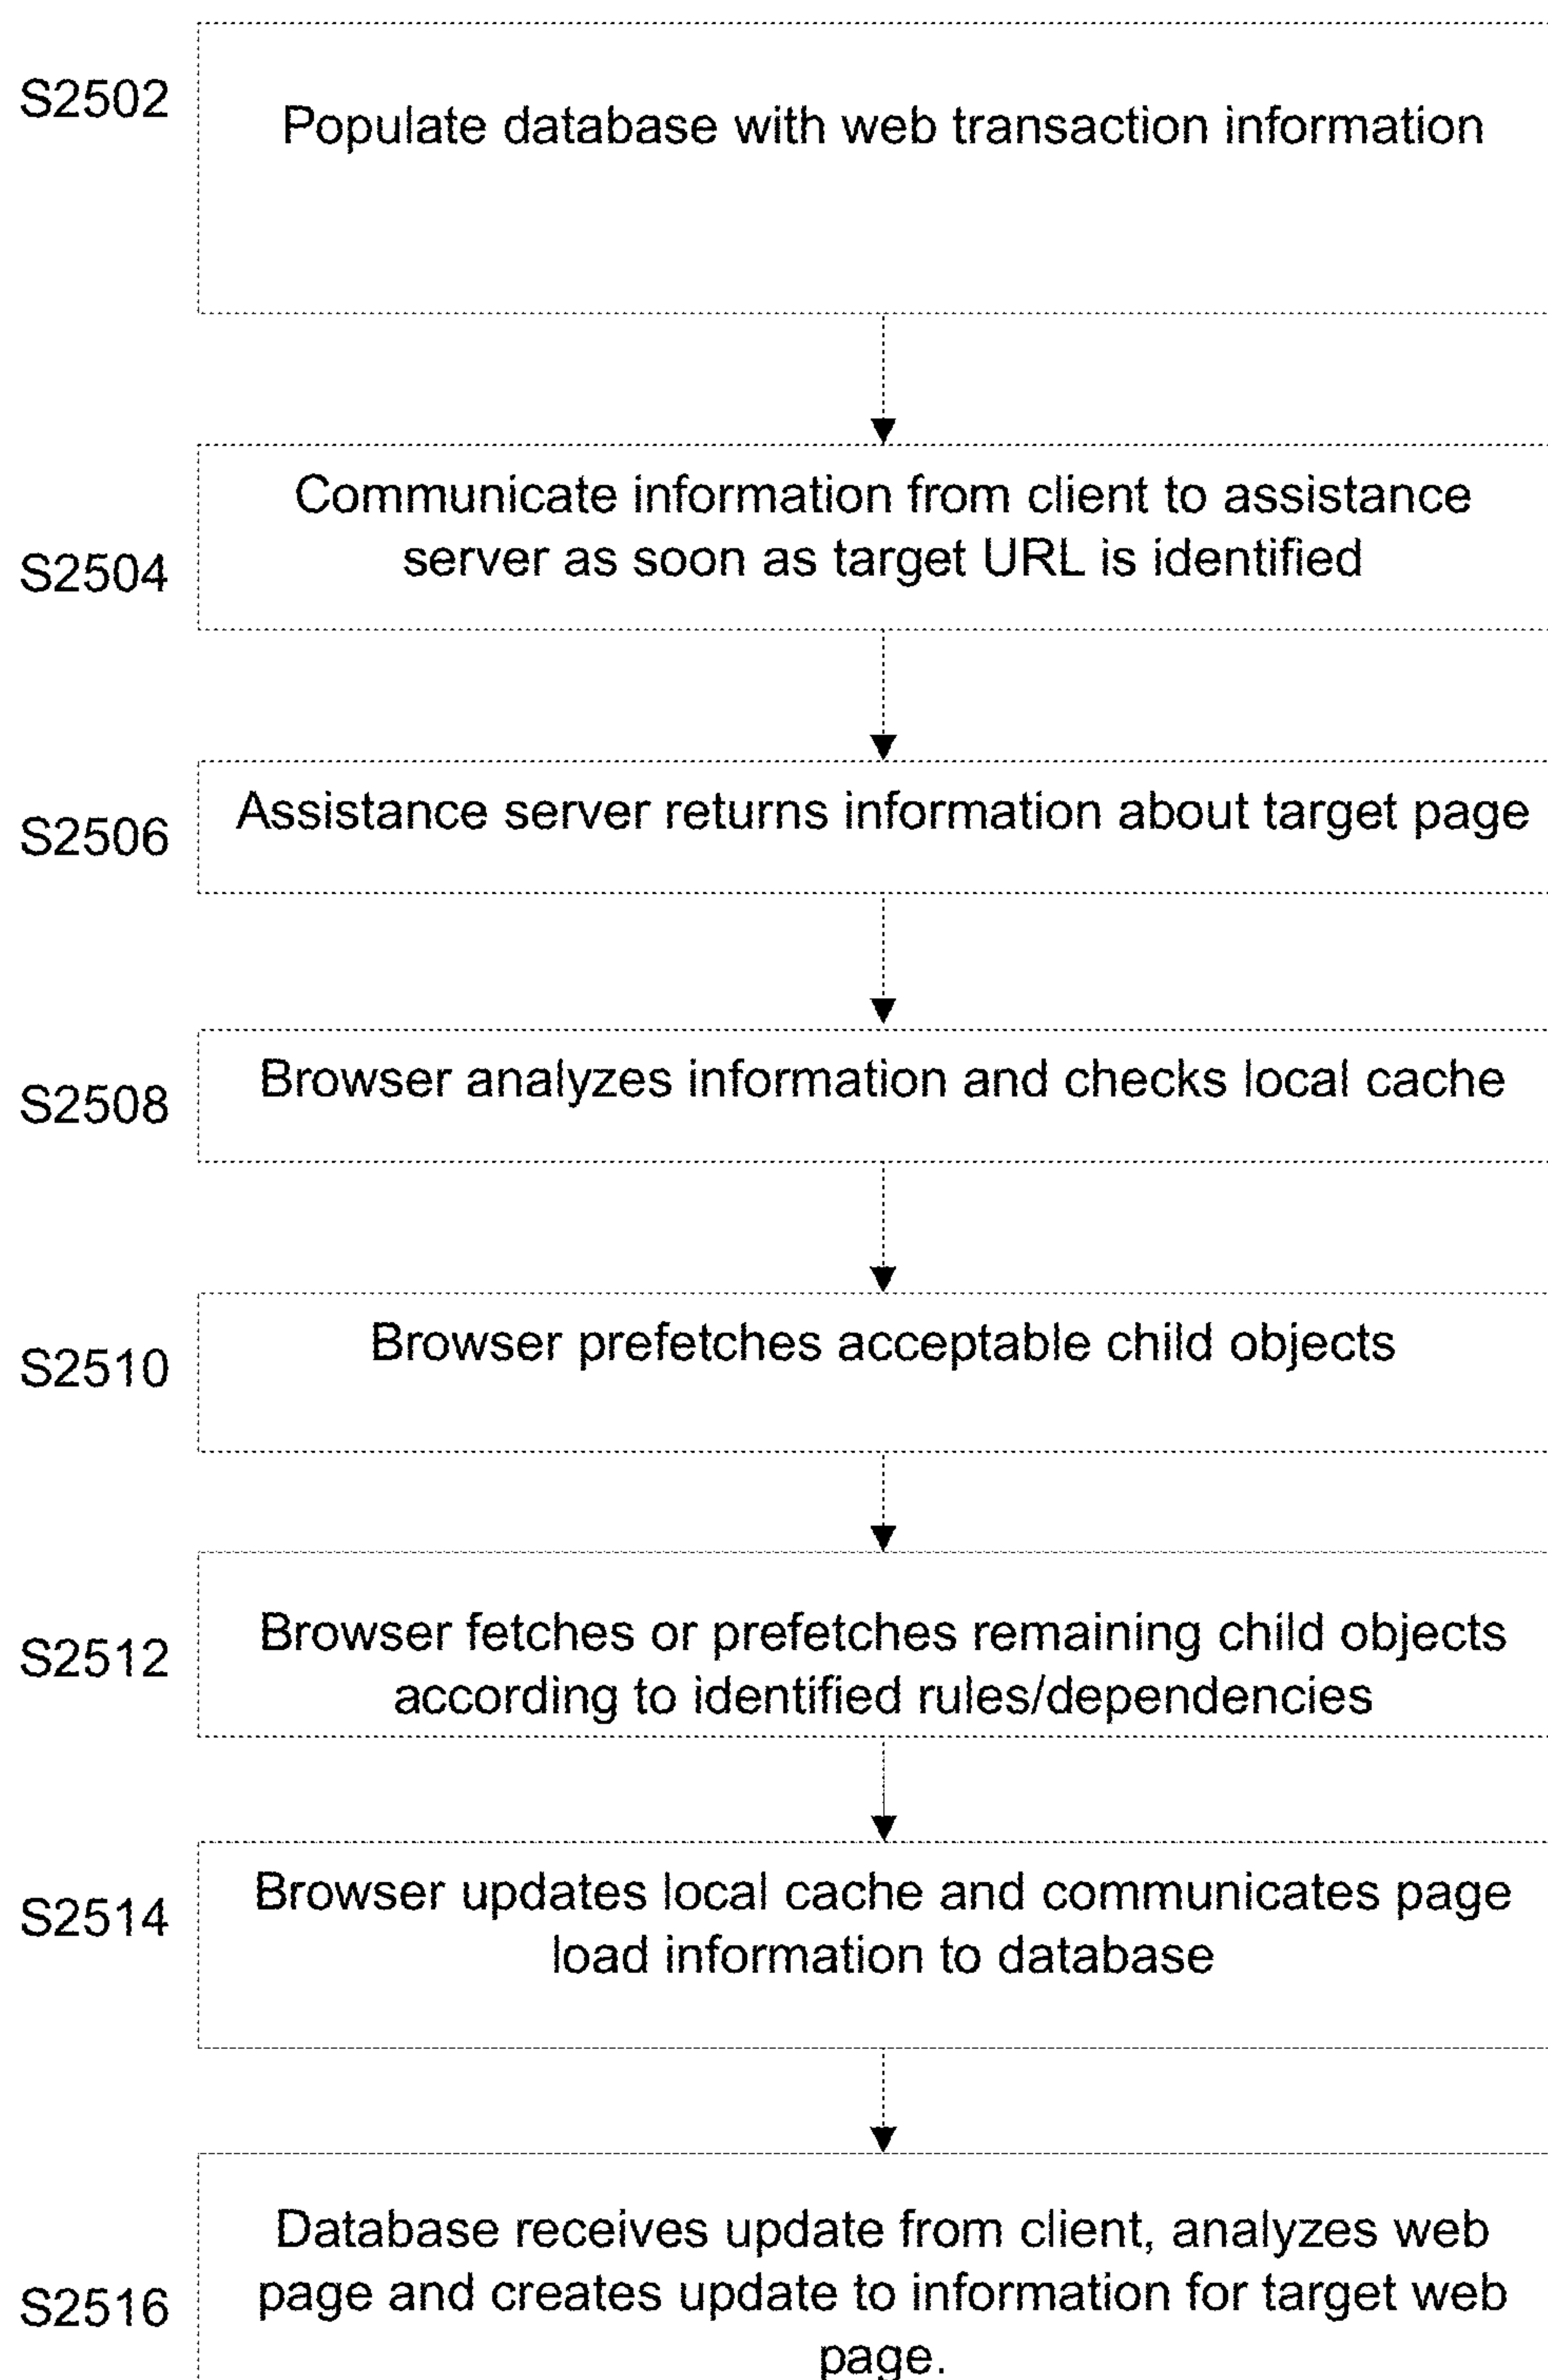 S2502
Populate database with web transaction information
Communicate information from client to assistance
S2504
server as soon as target URL is identified
Assistance server returns information about target page
S2506
Browser analyzes information and checks local cache
S2508
Browser prefetches acceptable child objects
S2510
Browser fetches or prefetches remaining child objects
S2512
according to identified rules/dependencies
Browser updates local cache and communicates page
S2514
load information to database
Database receives update from client, analyzes web
page and creates update to information for target web
S2516
page.